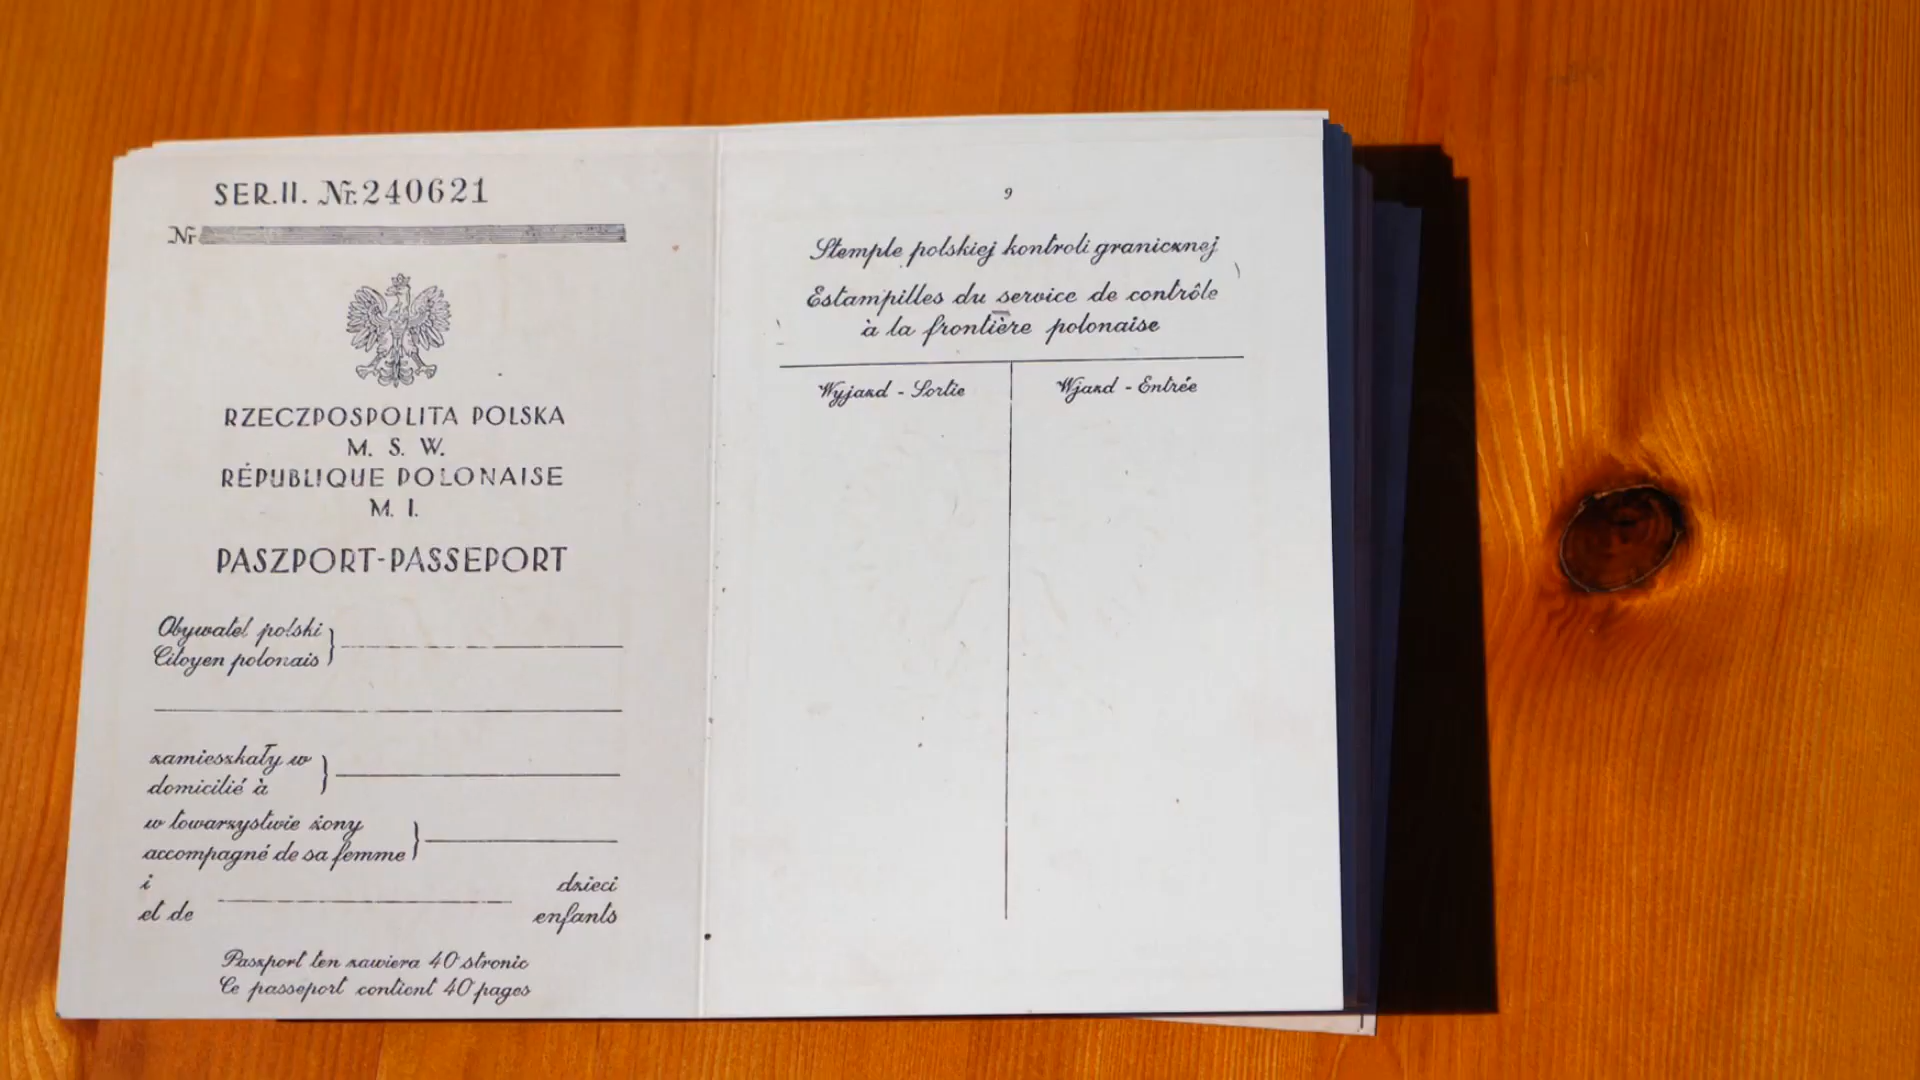 SER.II. Nr.240621
Nr
RZECZPOSPOLITA POLSKA
M. S. W.
RÉPUBLIQUE POLONAISE
M. I.
PASZPORT-PASSEPORT
Obywatel polski
Citoyen polonais
zamieszkały w
domicilié à
w towarzystwie żony
accompagné de sa femme
i dzieci
et de enfants
Paszport ten zawiera 40 stronic
Ce passeport contient 40 pages
9
Stemple polskiej kontroli granicznej
Estampilles du service de contrôle
à la frontière polonaise
Wyjazd - Sortie Wjazd - Entrée